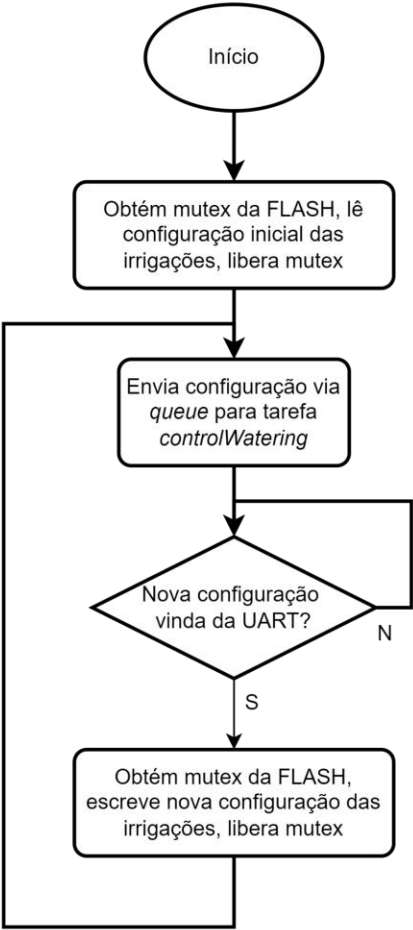 Início
Obtém mutex da FLASH, lê
configuração inicial das
irrigações, libera mutex
Envia configuração via
queue para tarefa
controlWatering
Nova configuração
vinda da UART?
N
S
Obtém mutex da FLASH,
escreve nova configuração das
irrigações, libera mutex